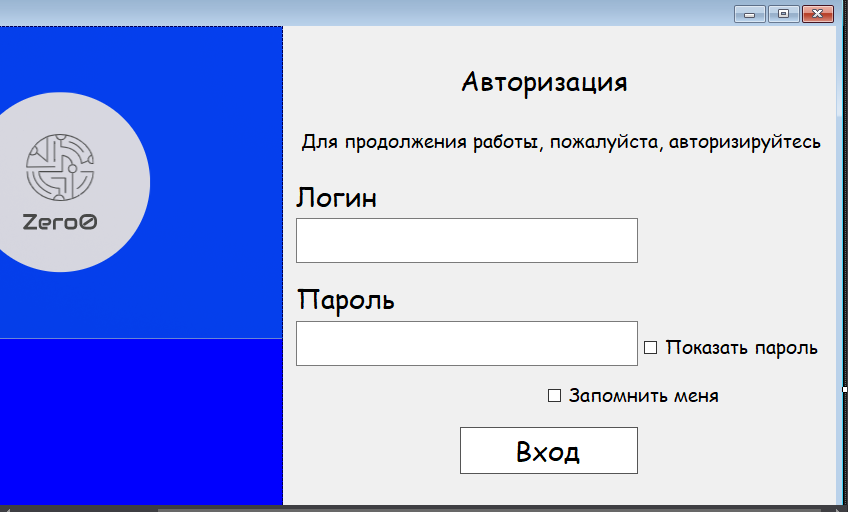 Авторизация
Для продолжения работы, пожалуйста, авторизируйтесь
Логин
Zero0
Пароль
Показать пароль
Запомнить меня
Вход